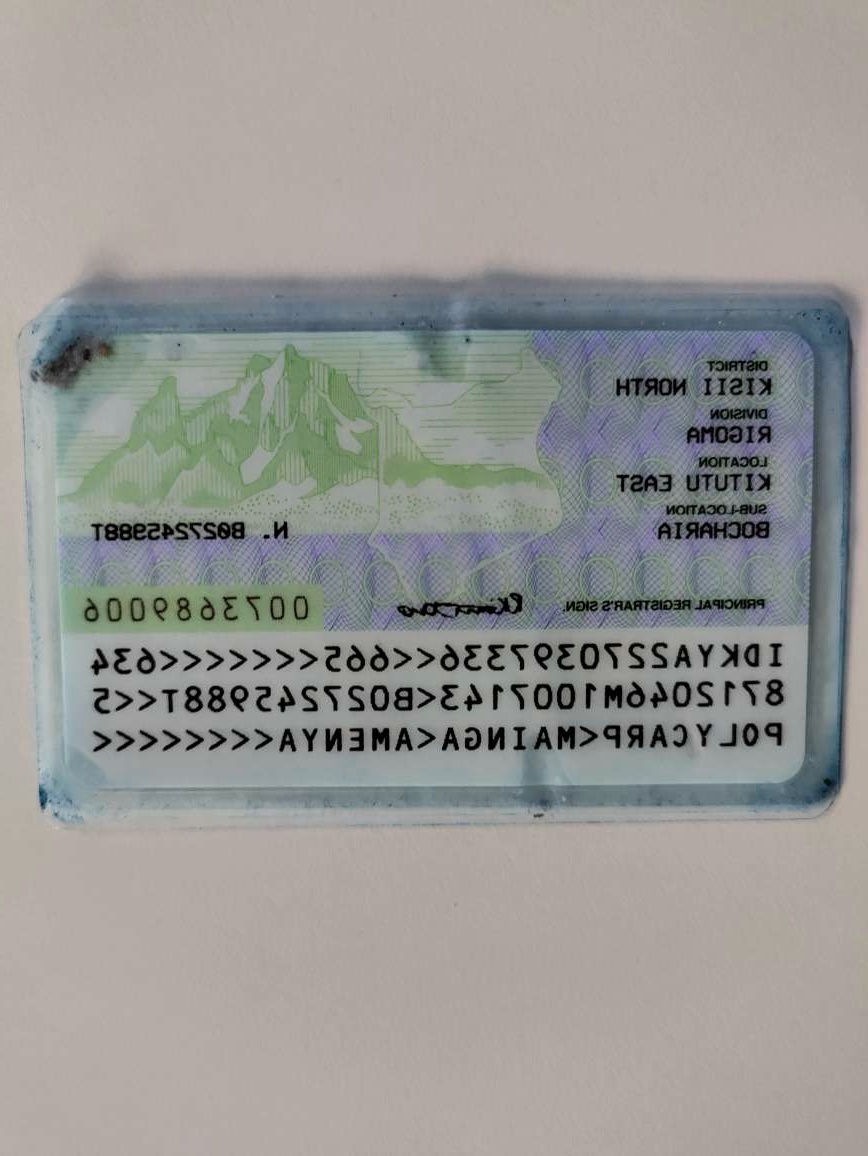 DISTRICT
KISII NORTH
DIVISION
RIGOMA
LOCATION
KITUTU EAST
SUB-LOCATION
BOCHARIA
N. B027245988T
PRINCIPAL REGISTRAR'S SIGN.
0073689006
IDKYA2270397336<<665<<<<<<<634
8712046M1007143<B027245988T<<5
POLYCARP<MAINGA<AMENYA<<<<<<<<